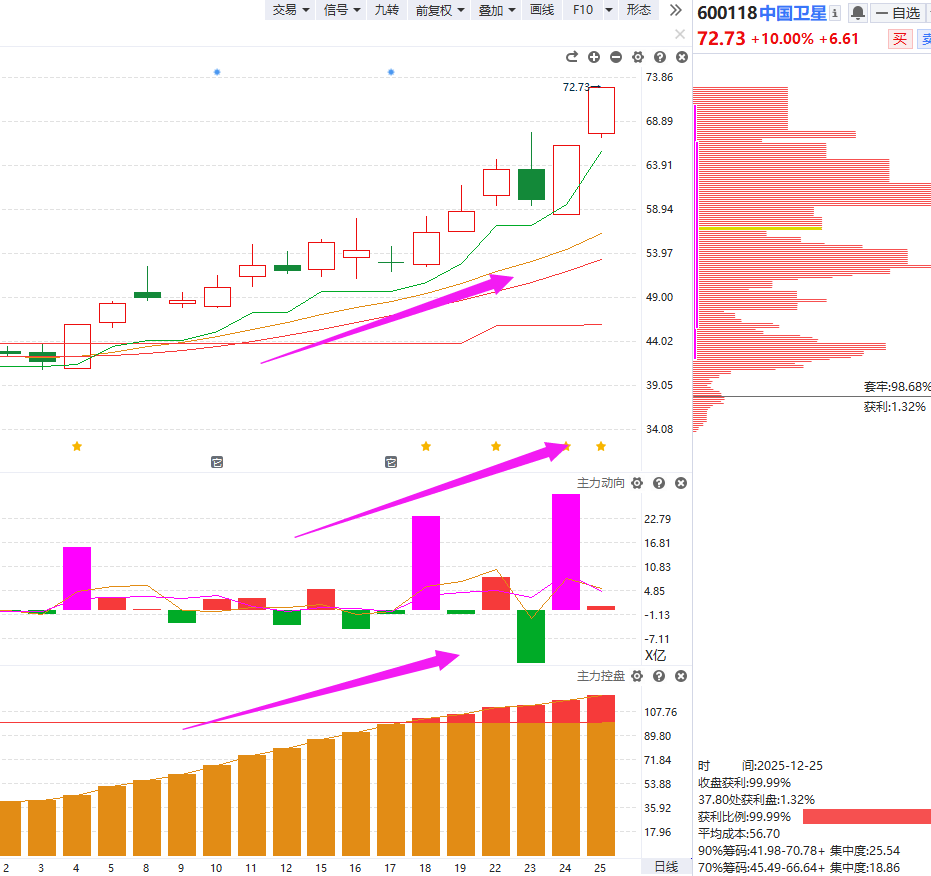 交易 信号 九转 前复权 叠加 画线 F10 形态
600118中国卫星 自选
72.73 +10.00% +6.61 买
73.86
72.73
68.89
63.91
58.94
53.97
49.00
44.02
39.05
34.08
套牢:98.68%
获利:1.32%
主力动向
22.79
16.81
10.83
4.85
-1.13
-7.11
X亿
主力控盘
107.76
89.80
71.84
53.88
35.92
17.96
2 3 4 5 8 9 10 11 12 15 16 17 18 19 22 23 24 25 日线
时 间:2025-12-25
收盘获利:99.99%
37.80处获利盘:1.32%
获利比例:99.99%
平均成本:56.70
90%筹码:41.98-70.78+ 集中度:25.54
70%筹码:45.49-66.64+ 集中度:18.86